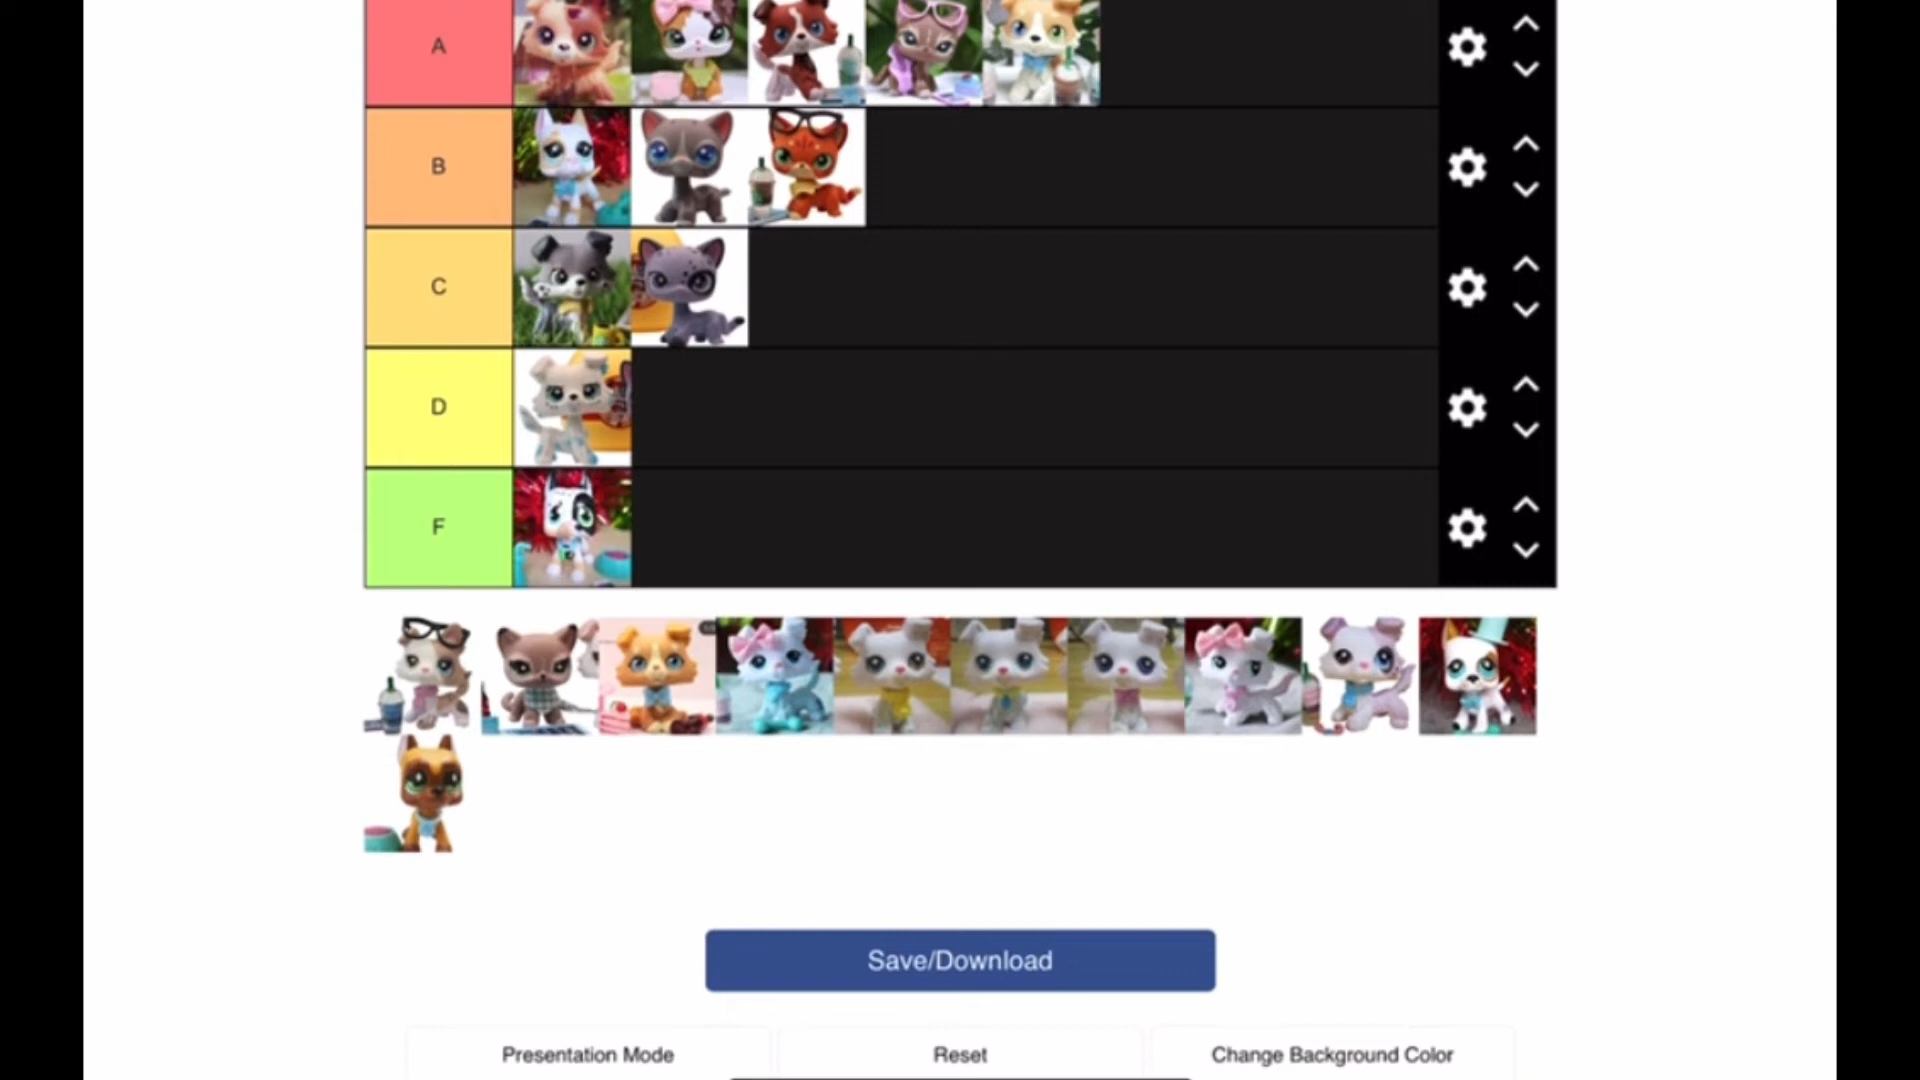 A
B
C
D
F
Save/Download
Presentation Mode
Reset
Change Background Color